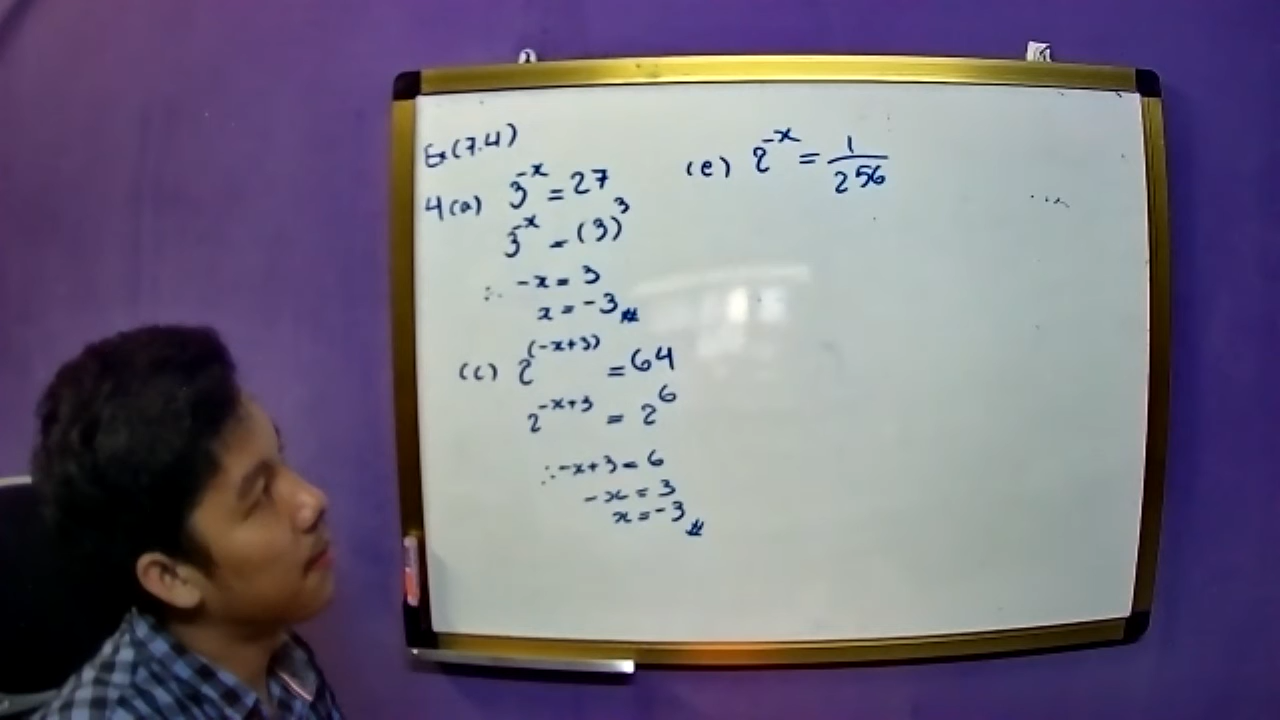 Ex (7.4)
4(a) 3^-x = 27
3^-x = (3)^3
∴ -x = 3
x = -3 #
(c) 2^(-x+3) = 64
2^-x+3 = 2^6
∴ -x+3 = 6
-x = 3
x = -3 #
(e) 2^-x = 1/256